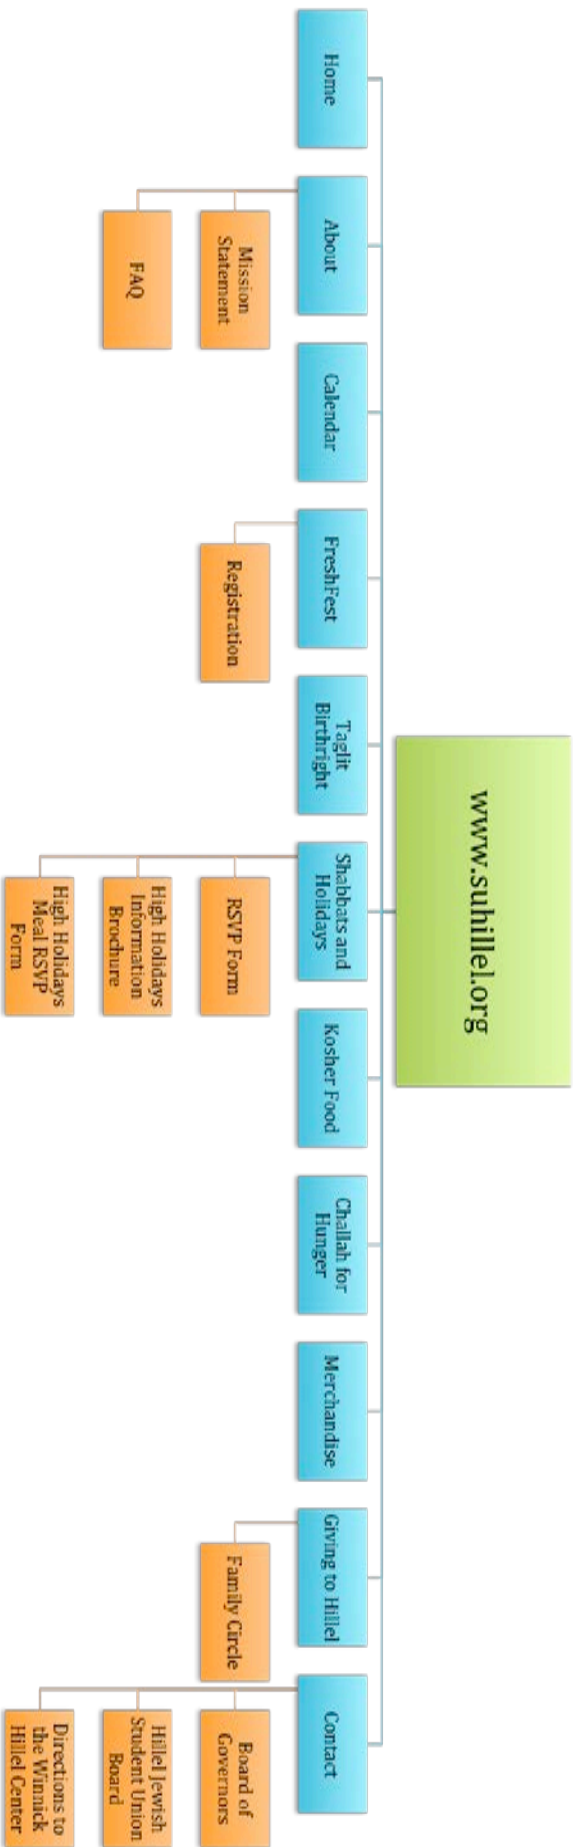 www.suhillel.org
Home
About
Mission
Statement
FAQ
Calendar
FreshFest
Registration
Taglit
Birthright
Shabbats and
Holidays
RSVP Form
High Holidays
Information
Brochure
High Holidays
Meal RSVP
Form
Kosher Food
Challah for
Hunger
Merchandise
Giving to Hillel
Family Circle
Contact
Board of
Governors
Hillel Jewish
Student Union
Board
Directions to
the Winnick
Hillel Center